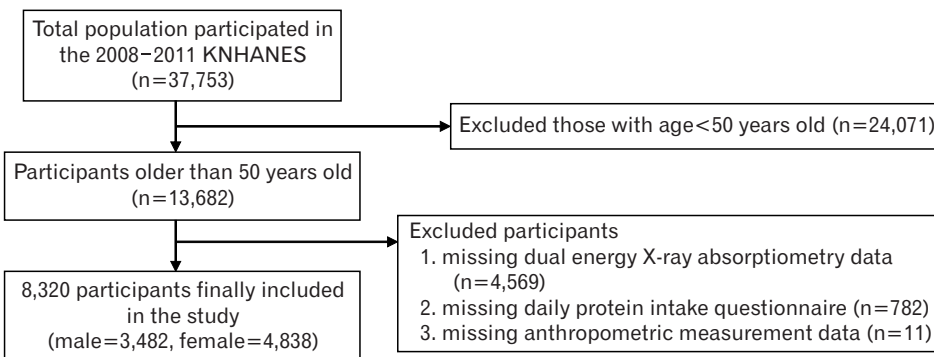 Total population participated in
the 2008−2011 KNHANES
(n=37,753)
Excluded those with age<50 years old (n=24,071)
Participants older than 50 years old
(n=13,682)
Excluded participants
1. missing dual energy X-ray absorptiometry data
(n=4,569)
2. missing daily protein intake questionnaire (n=782)
3. missing anthropometric measurement data (n=11)
8,320 participants finally included
in the study
(male=3,482, female=4,838)